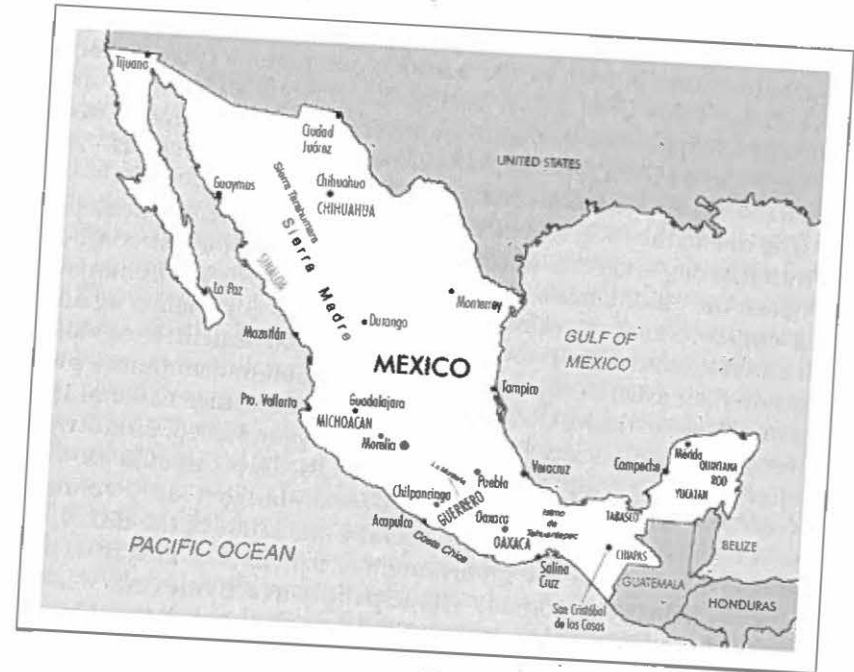 Tijuana
Ciudad
Juárez
UNITED STATES
Guaymas
Sierra Tarahumara
Chihuahua
CHIHUAHUA
Sierra Madre
SINALOA
La Paz
Monterrey
Mazatlán
Durango
GULF OF
MEXICO
MEXICO
Tampico
Pto. Vallarta
Guadalajara
MICHOACAN
Morelia
Mérida
QUINTANA
ROO
Campeche
YUCATAN
Veracruz
Puebla
La Montaña
Chilpancingo
GUERRERO
Acapulco
Costa Chica
Oaxaca
OAXACA
Istmo
de
Tehuantepec
TABASCO
BELIZE
CHIAPAS
PACIFIC OCEAN
Salina
Cruz
GUATEMALA
HONDURAS
San Cristóbal
de las Casas